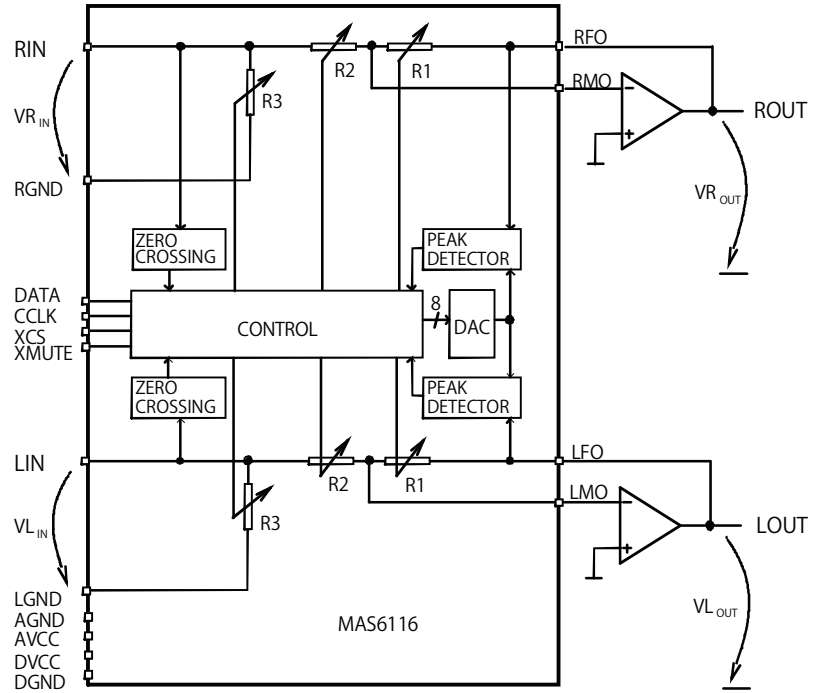 RIN
R3
R2
R1
RFO
RMO
−
+
ROUT
VR IN
RGND
VR OUT
ZERO
CROSSING
PEAK
DETECTOR
DATA
CCLK
XCS
XMUTE
CONTROL
8
DAC
ZERO
CROSSING
PEAK
DETECTOR
LIN
R3
R2
R1
LFO
LMO
−
+
LOUT
VL IN
LGND
VL OUT
AGND
AVCC
DVCC
DGND
MAS6116